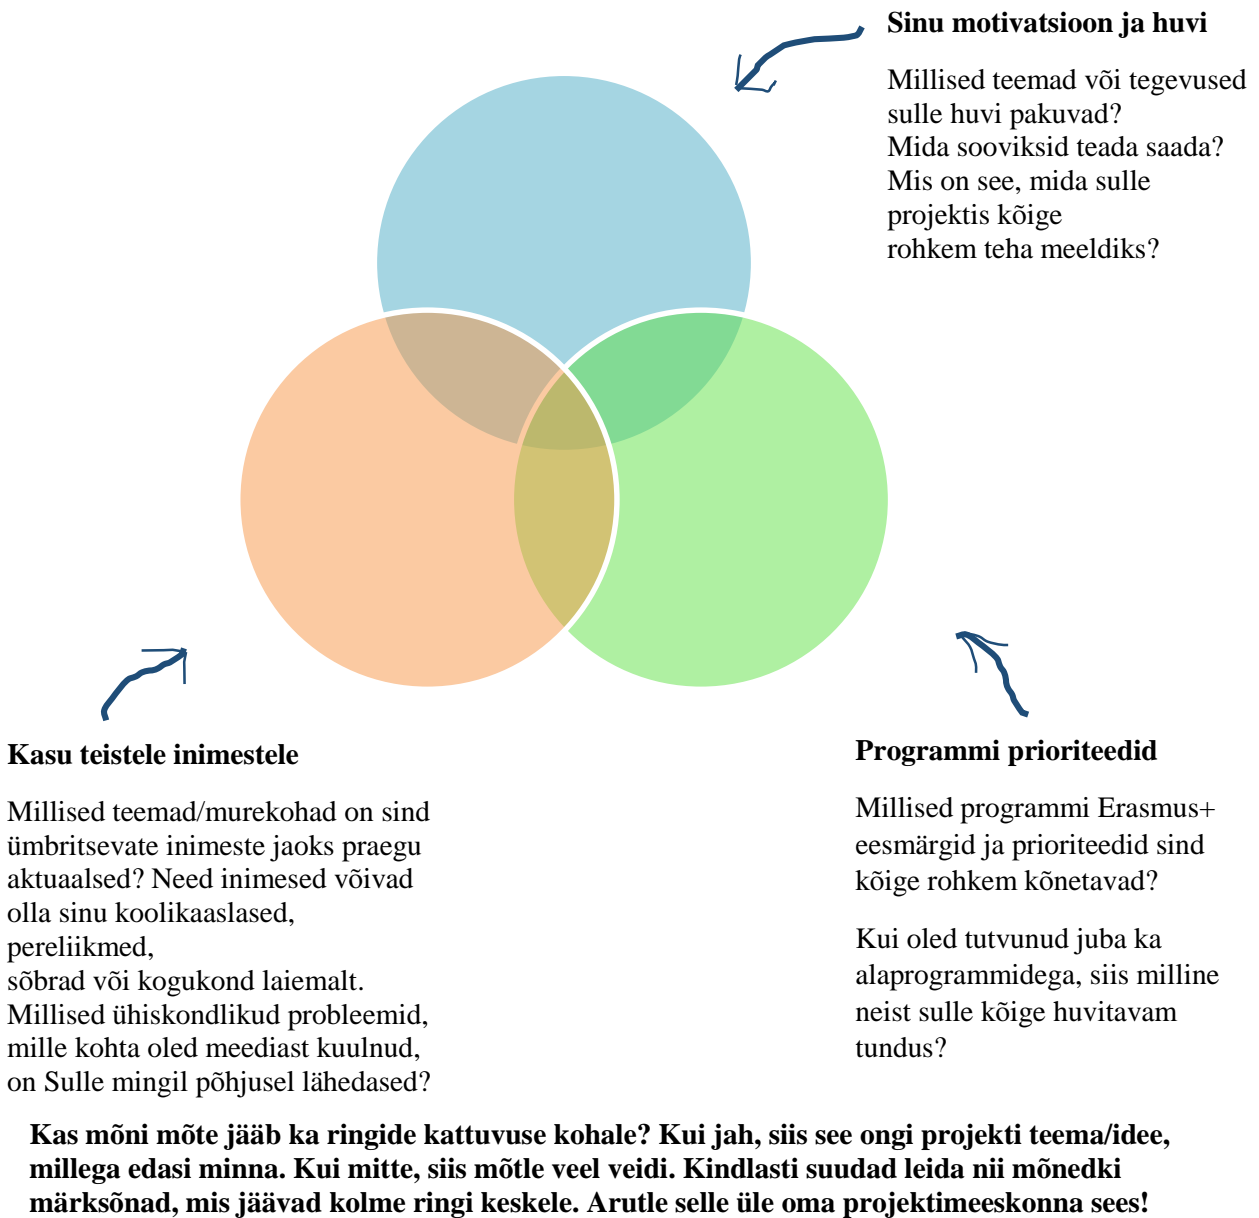 Sinu motivatsioon ja huvi
Millised teemad või tegevused
sulle huvi pakuvad?
Mida sooviksid teada saada?
Mis on see, mida sulle
projektis kõige
rohkem teha meeldiks?
Kasu teistele inimestele
Millised teemad/murekohad on sind
ümbritsevate inimeste jaoks praegu
aktuaalsed? Need inimesed võivad
olla sinu koolikaaslased,
pereliikmed,
sõbrad või kogukond laiemalt.
Millised ühiskondlikud probleemid,
mille kohta oled meediast kuulnud,
on Sulle mingil põhjusel lähedased?
Programmi prioriteedid
Millised programmi Erasmus+
eesmärgid ja prioriteedid sind
kõige rohkem kõnetavad?
Kui oled tutvunud juba ka
alaprogrammidega, siis milline
neist sulle kõige huvitavam
tundus?
Kas mõni mõte jääb ka ringide kattuvuse kohale? Kui jah, siis see ongi projekti teema/idee,
millega edasi minna. Kui mitte, siis mõtle veel veidi. Kindlasti suudad leida nii mõnedki
märksõnad, mis jäävad kolme ringi keskele. Arutle selle üle oma projektimeeskonna sees!